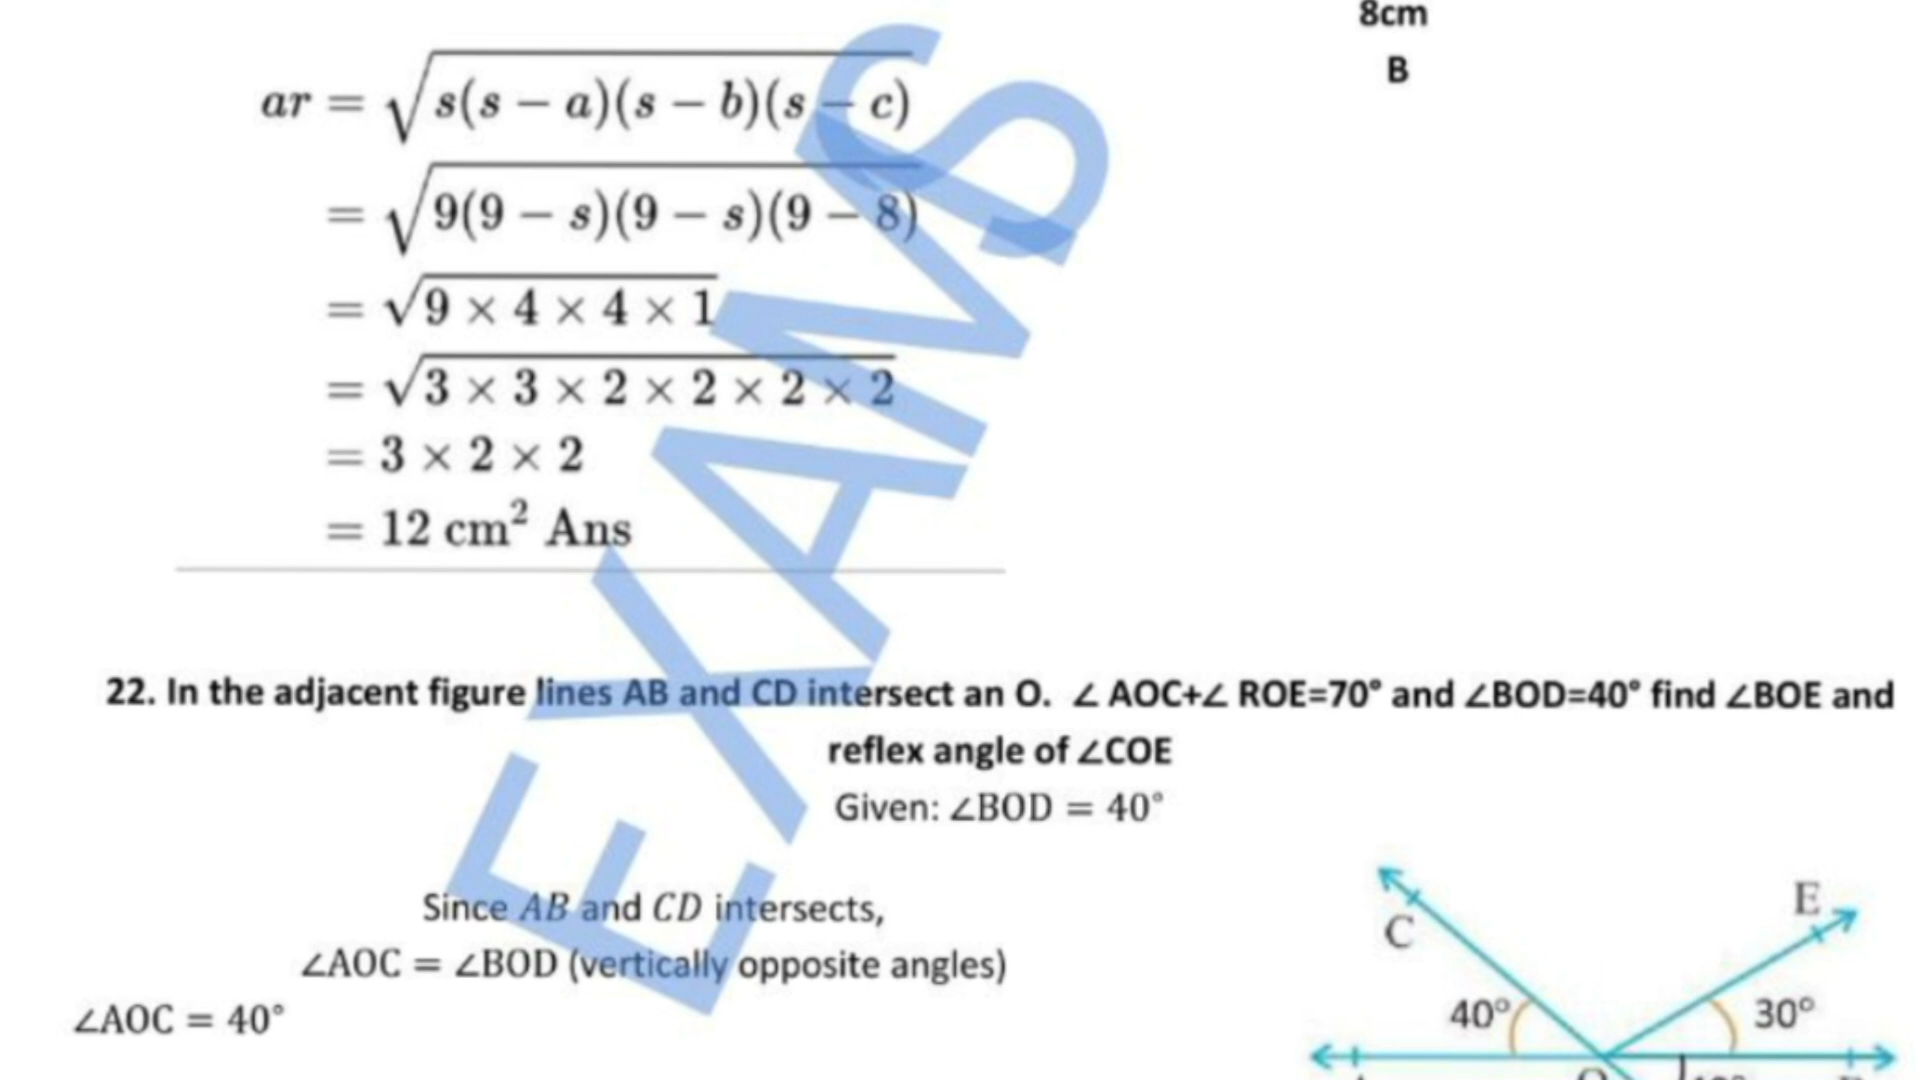 8cm
B
ar = √s(s − a)(s − b)(s − c)
= √9(9 − s)(9 − s)(9 − 8)
= √9 × 4 × 4 × 1
= √3 × 3 × 2 × 2 × 2 × 2
= 3 × 2 × 2
= 12 cm² Ans
EXAMS
22. In the adjacent figure lines AB and CD intersect an O. ∠ AOC+∠ ROE=70° and ∠BOD=40° find ∠BOE and
reflex angle of ∠COE
Given: ∠BOD = 40°
Since AB and CD intersects,
∠AOC = ∠BOD (vertically opposite angles)
∠AOC = 40°
C
E
40°
30°
O